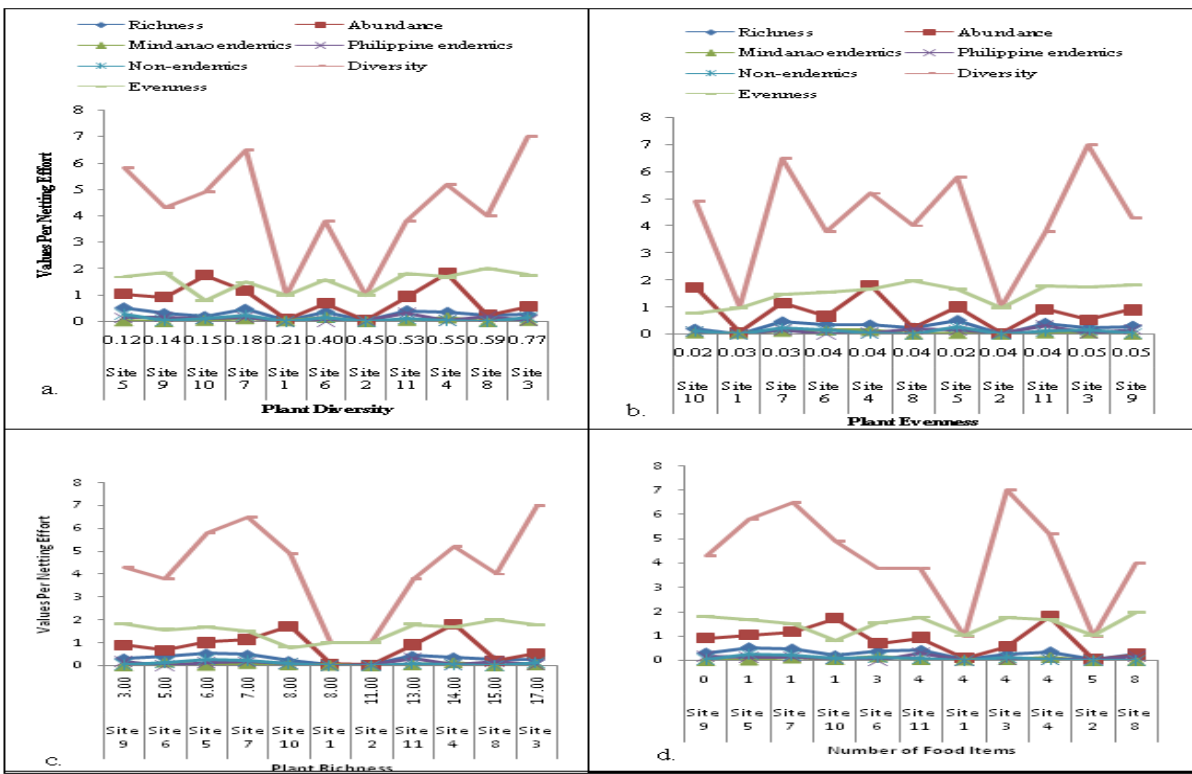 Richness Abundance
Mindanao endemics Philippine endemics
Non-endemics Diversity
Evenness
Values Per Netting Effort
8
7
6
5
4
3
2
1
0
0.12 0.14 0.15 0.18 0.21 0.40 0.45 0.53 0.55 0.59 0.77
Site 5 Site 9 Site 10 Site 7 Site 1 Site 6 Site 2 Site 11 Site 4 Site 8 Site 3
a. Plant Diversity
Richness Abundance
Mindanao endemics Philippine endemics
Non-endemics Diversity
Evenness
8
7
6
5
4
3
2
1
0
0.02 0.03 0.03 0.04 0.04 0.04 0.02 0.04 0.04 0.05 0.05
Site 10 Site 1 Site 7 Site 6 Site 4 Site 8 Site 5 Site 2 Site 11 Site 3 Site 9
b. Plant Evenness
Values Per Netting Effort
8
7
6
5
4
3
2
1
0
3.00 5.00 6.00 7.00 8.00 8.00 11.00 13.00 14.00 15.00 17.00
Site 9 Site 6 Site 5 Site 7 Site 10 Site 1 Site 2 Site 11 Site 4 Site 8 Site 3
c. Plant Richness
8
7
6
5
4
3
2
1
0
0 1 1 1 3 4 4 4 4 5 8
Site 9 Site 5 Site 7 Site 10 Site 6 Site 11 Site 1 Site 3 Site 4 Site 2 Site 8
d. Number of Food Items